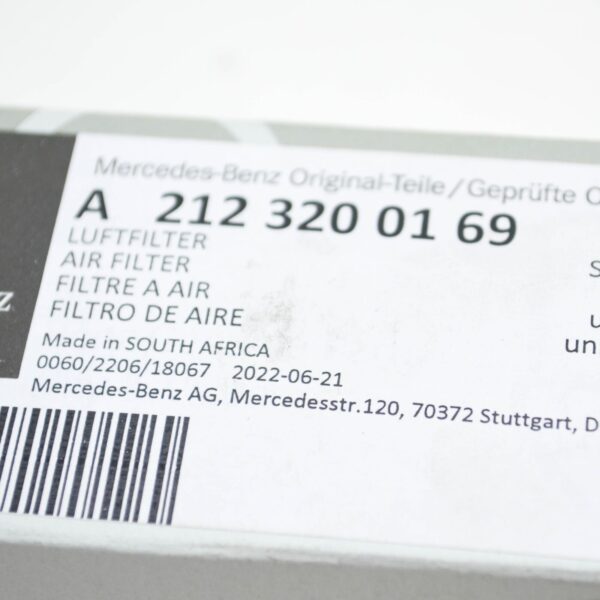 Mercedes-Benz Original-Teile/Geprüfte
A 212 320 01 69
LUFTFILTER
AIR FILTER
FILTRE A AIR
FILTRO DE AIRE
Made in SOUTH AFRICA
0060/2206/18067 2022-06-21
Mercedes-Benz AG, Mercedesstr.120, 70372 Stuttgart, D